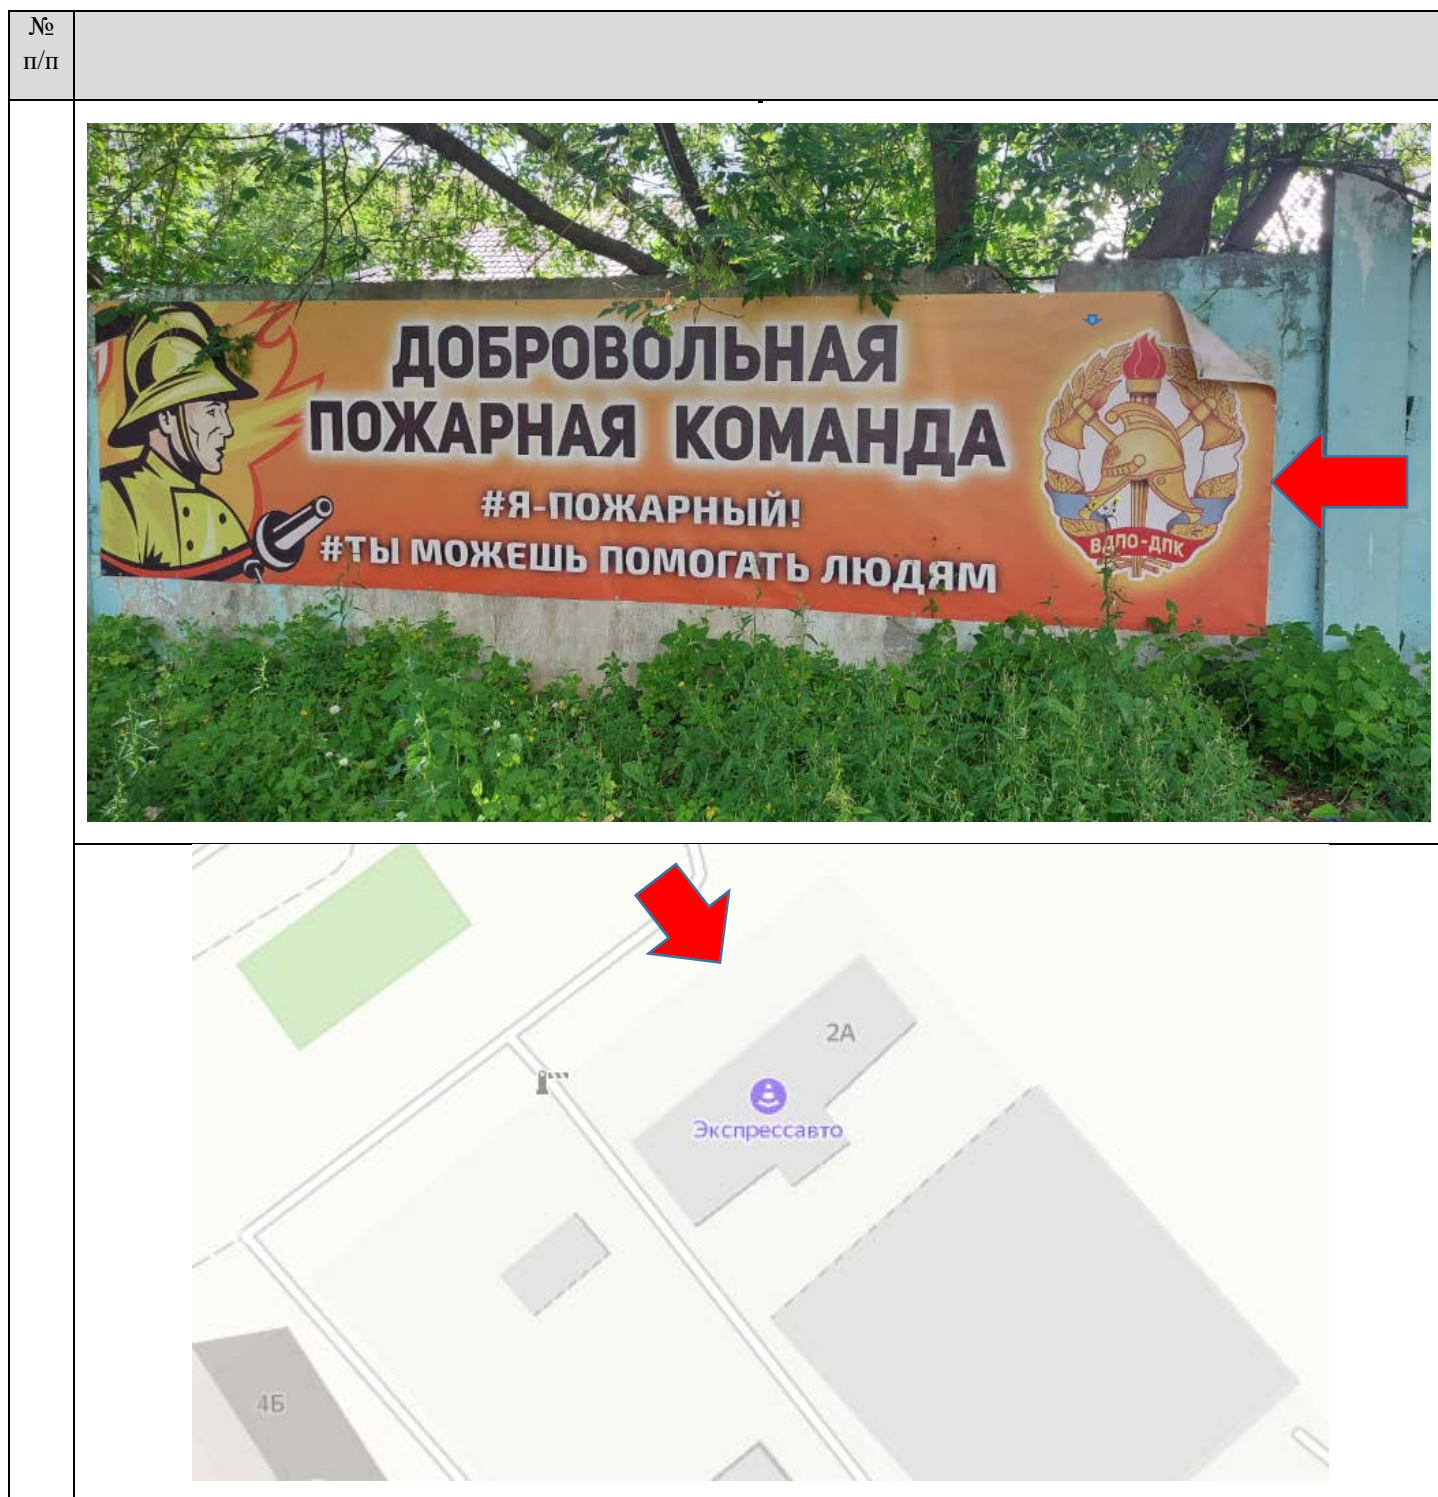 №
п/п
ДОБРОВОЛЬНАЯ
ПОЖАРНАЯ КОМАНДА
#Я-ПОЖАРНЫЙ!
#ТЫ МОЖЕШЬ ПОМОГАТЬ ЛЮДЯМ
ВДПО-ДПК
2А
Экспрессавто
4Б